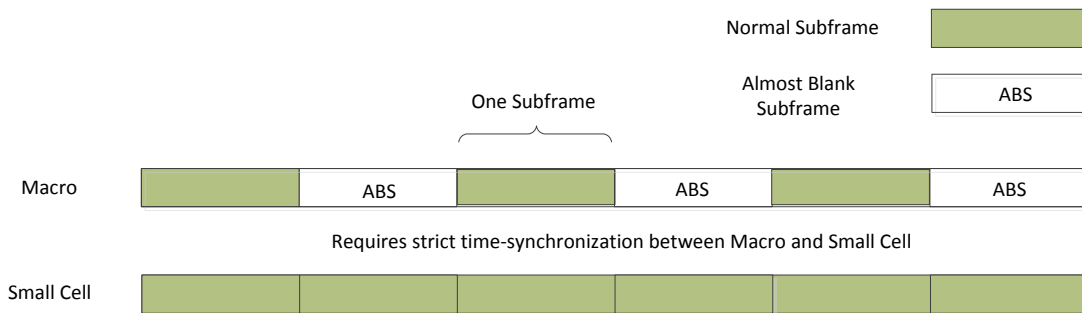 Normal Subframe
Almost Blank
Subframe
ABS
One Subframe
Macro
ABS
ABS
ABS
Requires strict time-synchronization between Macro and Small Cell
Small Cell